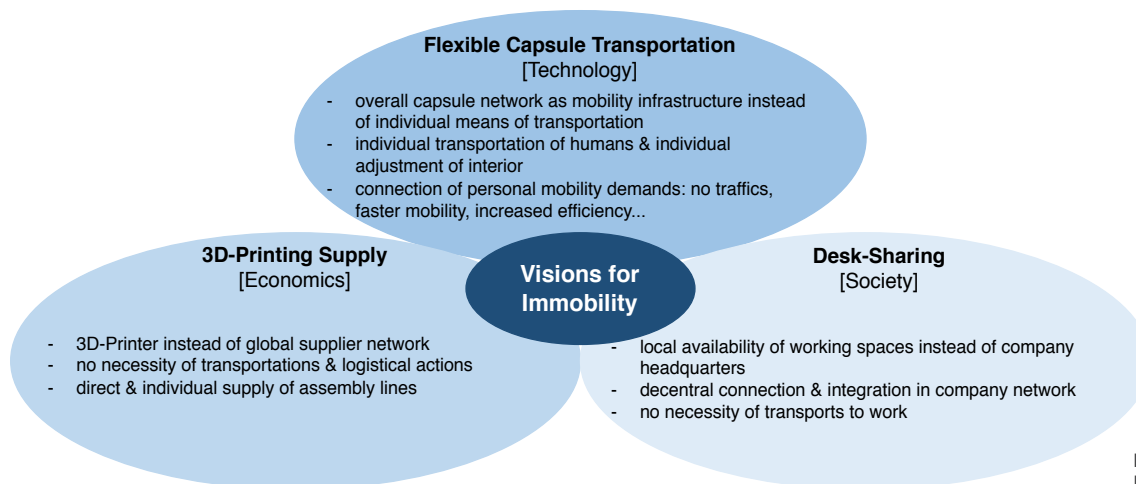 Flexible Capsule Transportation
[Technology]
- overall capsule network as mobility infrastructure instead
of individual means of transportation
- individual transportation of humans & individual
adjustment of interior
- connection of personal mobility demands: no traffics,
faster mobility, increased efficiency...
3D-Printing Supply
[Economics]
- 3D-Printer instead of global supplier network
- no necessity of transportations & logistical actions
- direct & individual supply of assembly lines
Visions for
Immobility
Desk-Sharing
[Society]
- local availability of working spaces instead of company
headquarters
- decentral connection & integration in company network
- no necessity of transports to work